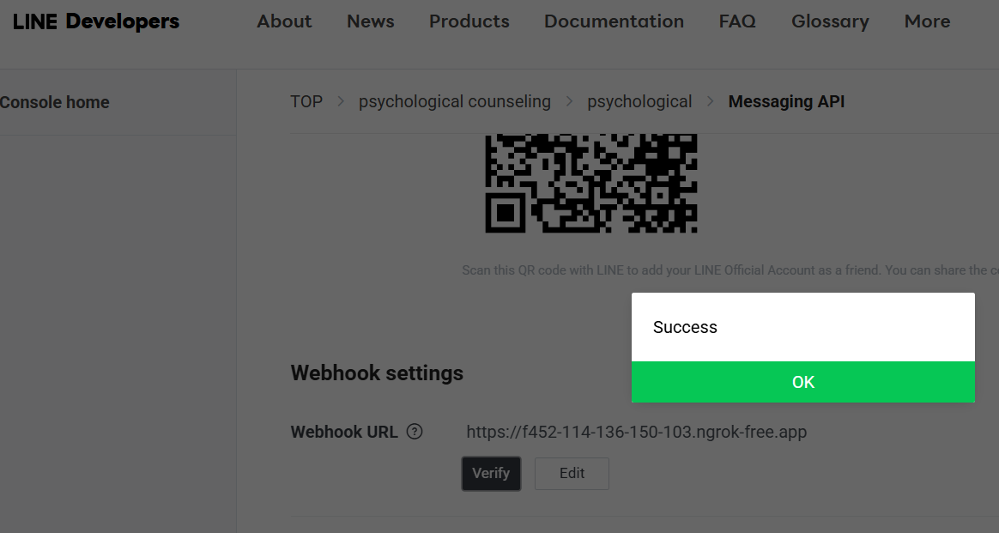 LINE Developers About News Products Documentation FAQ Glossary More
Console home
TOP > psychological counseling > psychological > Messaging API
Scan this QR code with LINE to add your LINE Official Account as a friend. You can share the
Success
OK
Webhook settings
Webhook URL ? https://f452-114-136-150-103.ngrok-free.app
Verify Edit